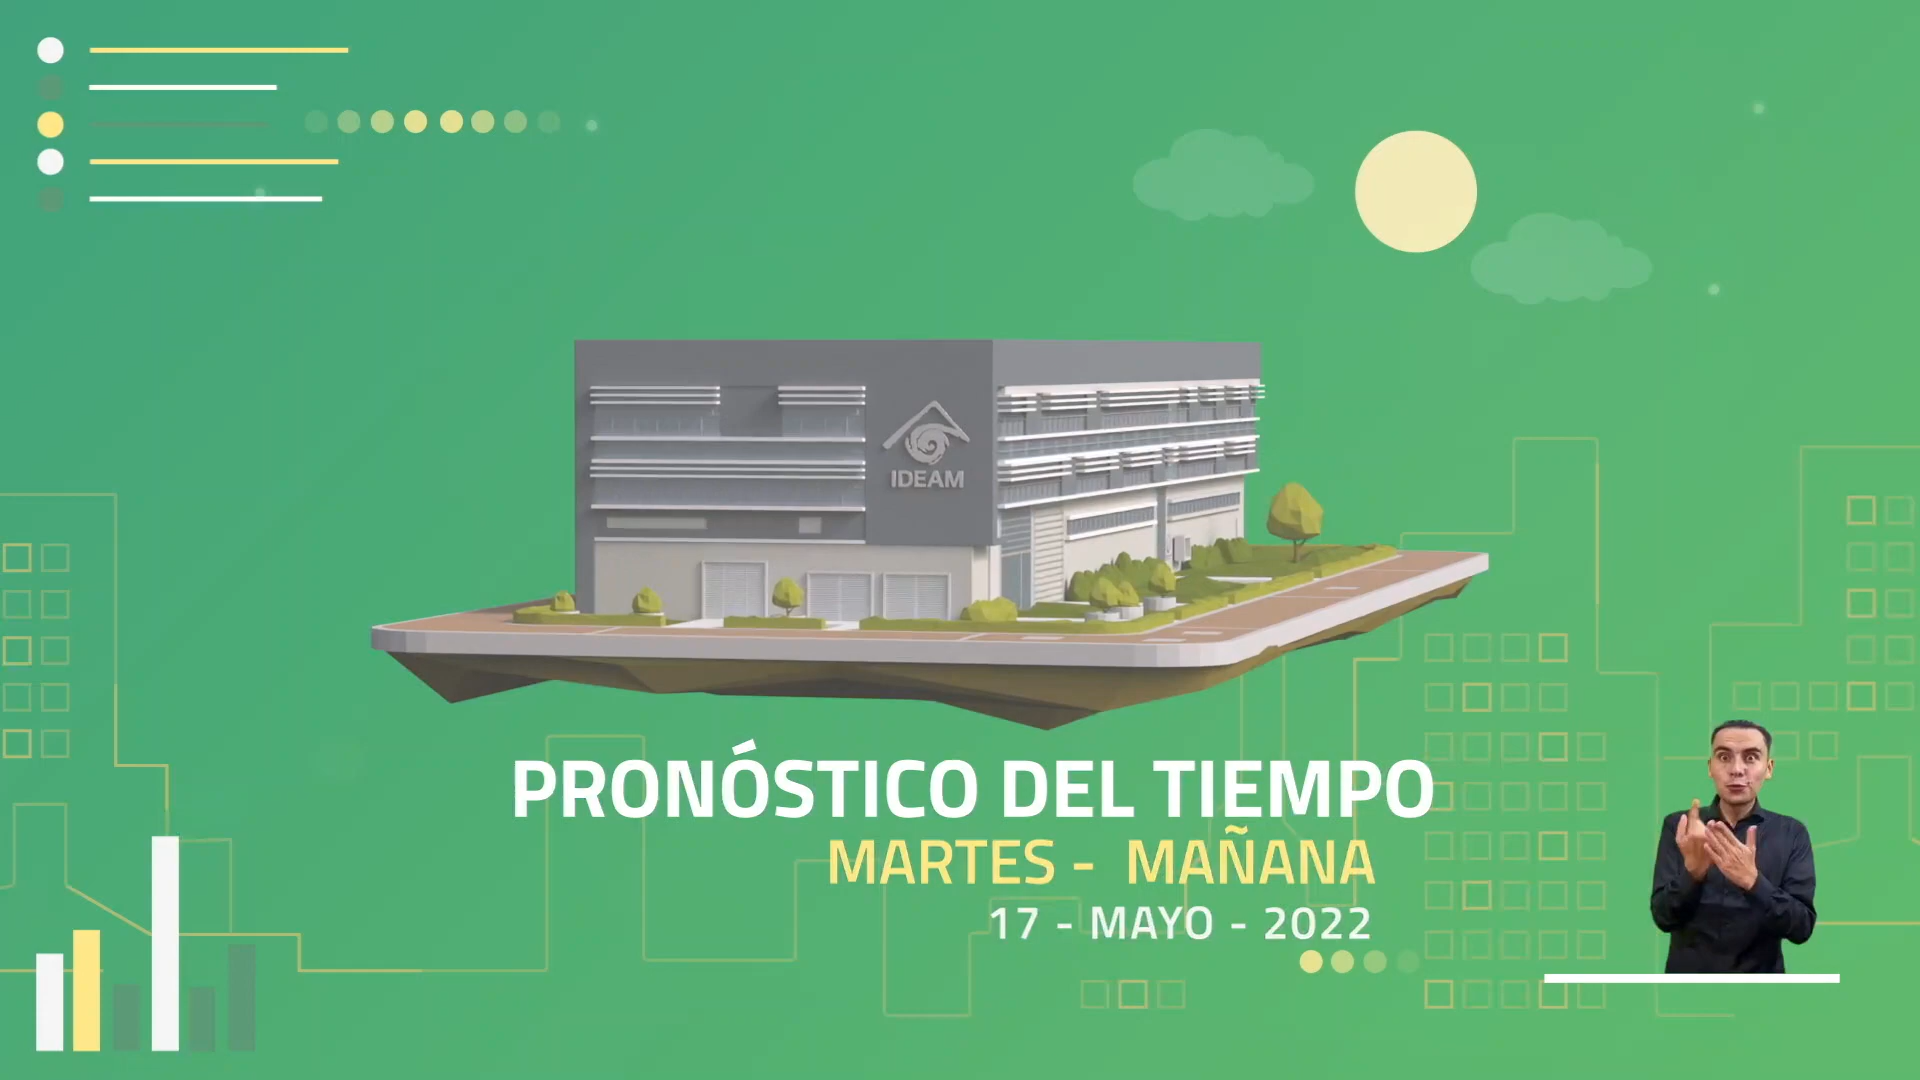 IDEAM
PRONÓSTICO DEL TIEMPO
MARTES - MAÑANA
17 - MAYO - 2022